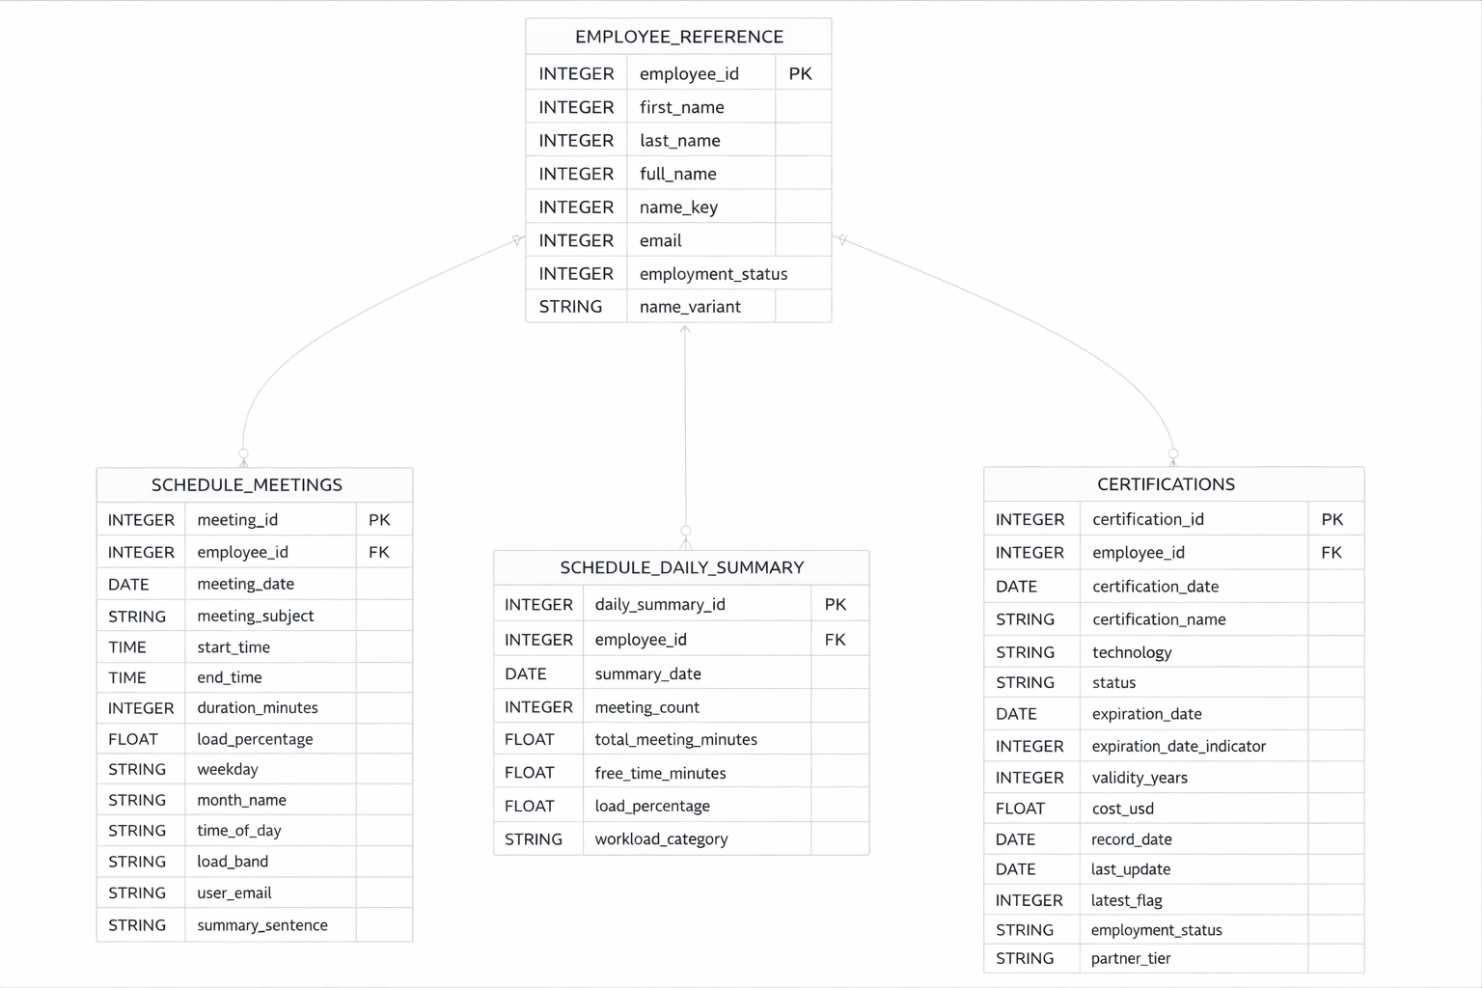 EMPLOYEE_REFERENCE
INTEGER employee_id PK
INTEGER first_name
INTEGER last_name
INTEGER full_name
INTEGER name_key
INTEGER email
INTEGER employment_status
STRING name_variant
SCHEDULE_MEETINGS
INTEGER meeting_id PK
INTEGER employee_id FK
DATE meeting_date
STRING meeting_subject
TIME start_time
TIME end_time
INTEGER duration_minutes
FLOAT load_percentage
STRING weekday
STRING month_name
STRING time_of_day
STRING load_band
STRING user_email
STRING summary_sentence
SCHEDULE_DAILY_SUMMARY
INTEGER daily_summary_id PK
INTEGER employee_id FK
DATE summary_date
INTEGER meeting_count
FLOAT total_meeting_minutes
FLOAT free_time_minutes
FLOAT load_percentage
STRING workload_category
CERTIFICATIONS
INTEGER certification_id PK
INTEGER employee_id FK
DATE certification_date
STRING certification_name
STRING technology
STRING status
DATE expiration_date
INTEGER expiration_date_indicator
INTEGER validity_years
FLOAT cost_usd
DATE record_date
DATE last_update
INTEGER latest_flag
STRING employment_status
STRING partner_tier